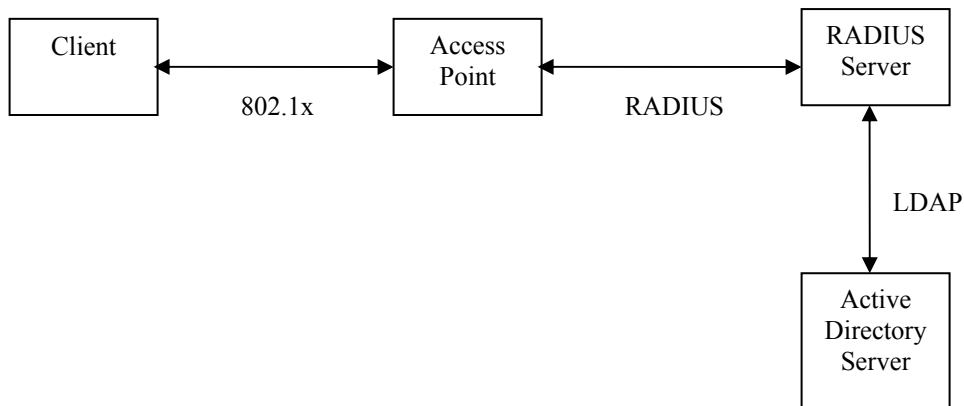 Client
Access
Point
RADIUS
Server
802.1x
RADIUS
LDAP
Active
Directory
Server